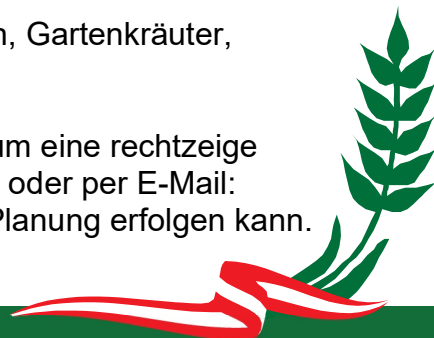 n, Gartenkräuter,
um eine rechtzeige
oder per E-Mail:
Planung erfolgen kann.